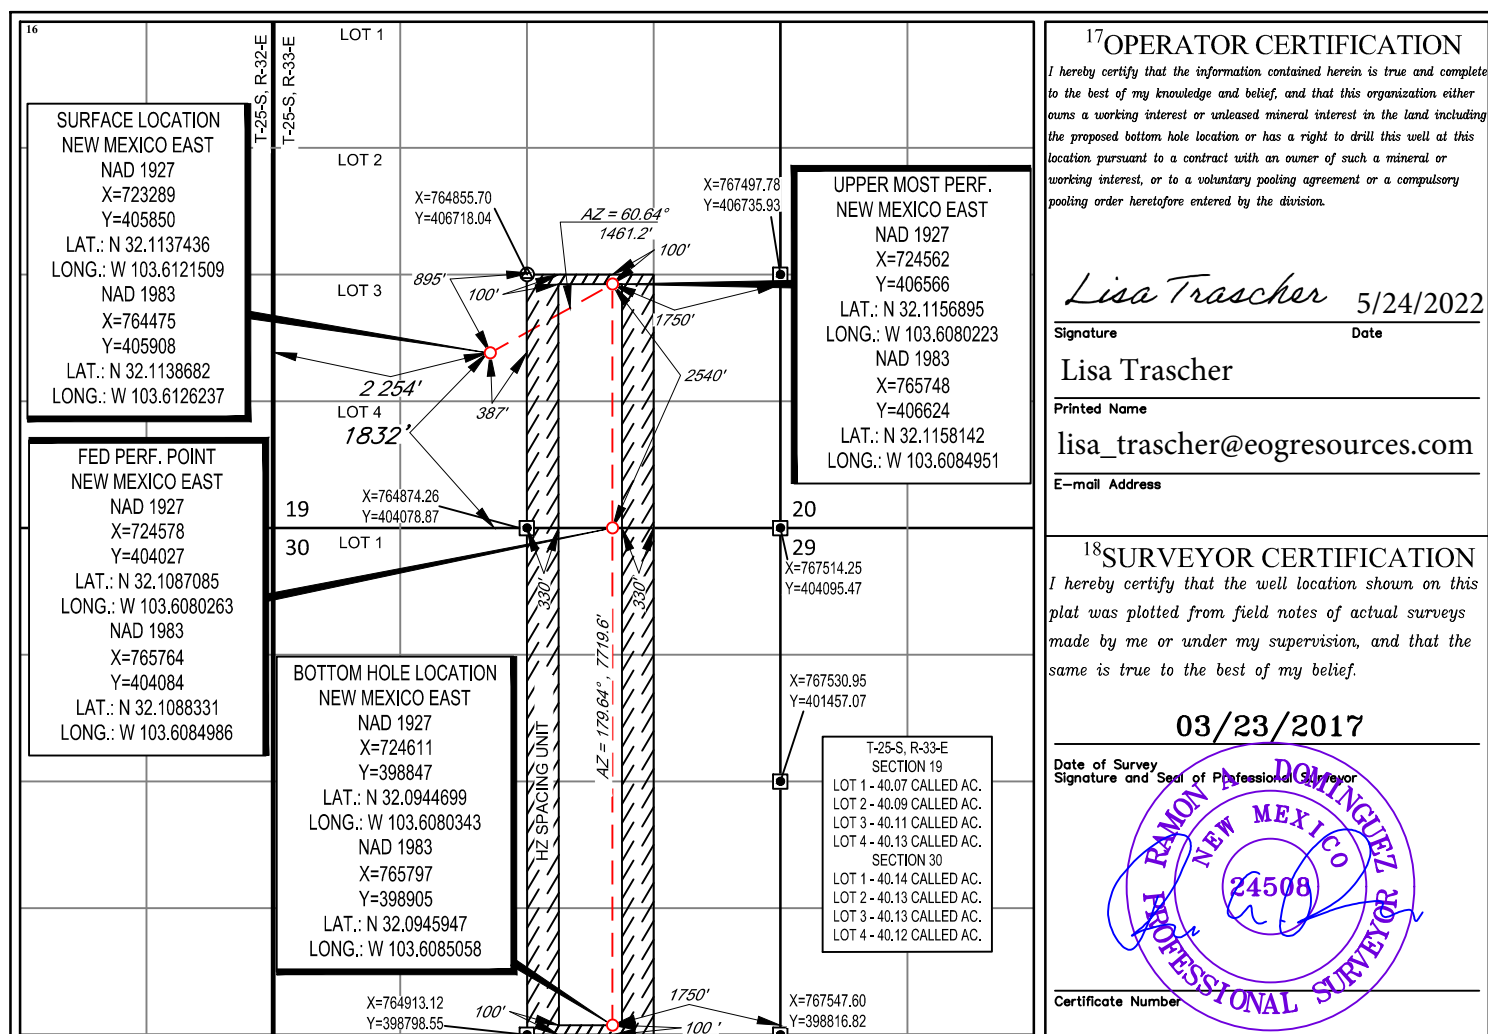 16
T-25-S, R-32-E
T-25-S, R-33-E
LOT 1
LOT 2
LOT 3
LOT 4
LOT 1
19
30
20
29
SURFACE LOCATION
NEW MEXICO EAST
NAD 1927
X=723289
Y=405850
LAT.: N 32.1137436
LONG.: W 103.6121509
NAD 1983
X=764475
Y=405908
LAT.: N 32.1138682
LONG.: W 103.6126237
FED PERF. POINT
NEW MEXICO EAST
NAD 1927
X=724578
Y=404027
LAT.: N 32.1087085
LONG.: W 103.6080263
NAD 1983
X=765764
Y=404084
LAT.: N 32.1088331
LONG.: W 103.6084986
X=764855.70
Y=406718.04
AZ = 60.64°
1461.2'
100'
895'
100'
1750'
2 254'
387'
2540'
1832'
X=767497.78
Y=406735.93
UPPER MOST PERF.
NEW MEXICO EAST
NAD 1927
X=724562
Y=406566
LAT.: N 32.1156895
LONG.: W 103.6080223
NAD 1983
X=765748
Y=406624
LAT.: N 32.1158142
LONG.: W 103.6084951
X=764874.26
Y=404078.87
X=767514.25
Y=404095.47
330'
330'
AZ = 179.64°, 7719.6'
HZ SPACING UNIT
BOTTOM HOLE LOCATION
NEW MEXICO EAST
NAD 1927
X=724611
Y=398847
LAT.: N 32.0944699
LONG.: W 103.6080343
NAD 1983
X=765797
Y=398905
LAT.: N 32.0945947
LONG.: W 103.6085058
X=767530.95
Y=401457.07
T-25-S, R-33-E
SECTION 19
LOT 1 - 40.07 CALLED AC.
LOT 2 - 40.09 CALLED AC.
LOT 3 - 40.11 CALLED AC.
LOT 4 - 40.13 CALLED AC.
SECTION 30
LOT 1 - 40.14 CALLED AC.
LOT 2 - 40.13 CALLED AC.
LOT 3 - 40.13 CALLED AC.
LOT 4 - 40.12 CALLED AC.
X=764913.12
Y=398798.55
100'
1750'
100 '
X=767547.60
Y=398816.82
17OPERATOR CERTIFICATION
I hereby certify that the information contained herein is true and complete
to the best of my knowledge and belief, and that this organization either
owns a working interest or unleased mineral interest in the land including
the proposed bottom hole location or has a right to drill this well at this
location pursuant to a contract with an owner of such a mineral or
working interest, or to a voluntary pooling agreement or a compulsory
pooling order heretofore entered by the division.
Lisa Trascher 5/24/2022
Signature Date
Lisa Trascher
Printed Name
lisa_trascher@eogresources.com
E-mail Address
18SURVEYOR CERTIFICATION
I hereby certify that the well location shown on this
plat was plotted from field notes of actual surveys
made by me or under my supervision, and that the
same is true to the best of my belief.
03/23/2017
Date of Survey
Signature and Seal of Professional Surveyor
RAMON A. DOMINGUEZ
NEW MEXICO
24508
PROFESSIONAL SURVEYOR
Certificate Number